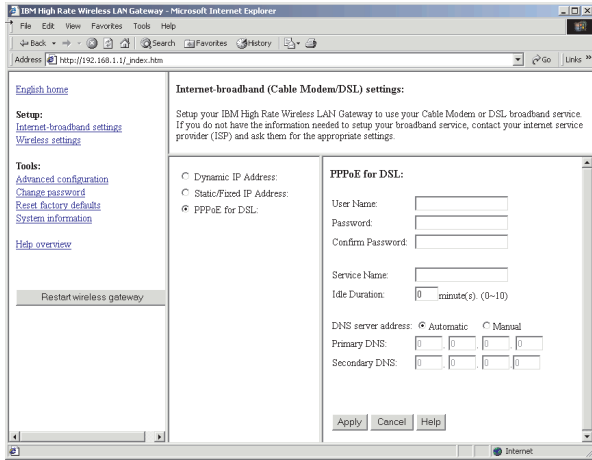 IBM High Rate Wireless LAN Gateway - Microsoft Internet Explorer
File Edit View Favorites Tools Help
Back Search Favorites History
Address http://192.168.1.1/_index.htm Go Links »
English home
Setup:
Internet-broadband settings
Wireless settings
Tools:
Advanced configuration
Change password
Reset factory defaults
System information
Help overview
Restart wireless gateway
Internet-broadband (Cable Modem/DSL) settings:
Setup your IBM High Rate Wireless LAN Gateway to use your Cable Modem or DSL broadband service.
If you do not have the information needed to setup your broadband service, contact your internet service
provider (ISP) and ask them for the appropriate settings.
Dynamic IP Address:
Static/Fixed IP Address:
PPPoE for DSL:
PPPoE for DSL:
User Name:
Password:
Confirm Password:
Service Name:
Idle Duration: 0 minute(s). (0~10)
DNS server address: Automatic Manual
Primary DNS: 0 . 0 . 0 . 0
Secondary DNS: 0 . 0 . 0 . 0
Apply Cancel Help
Internet